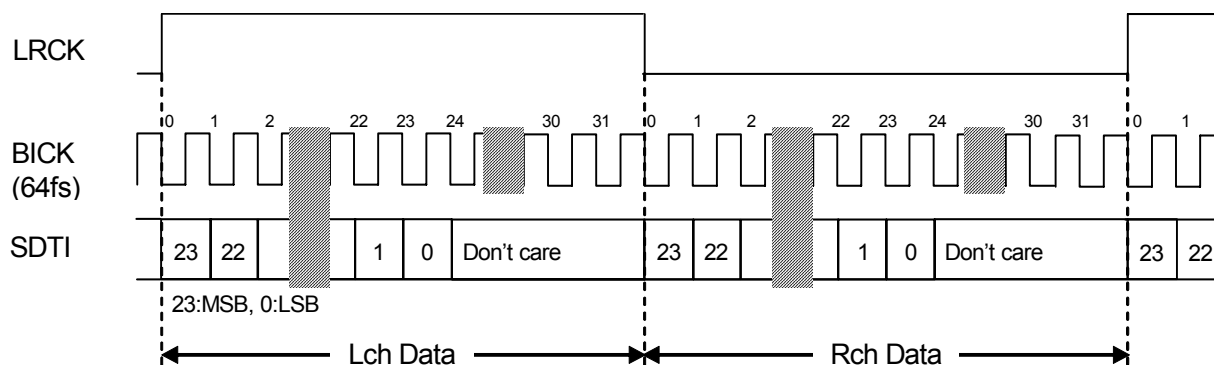 LRCK
0 1 2 22 23 24 30 31 0 1 2 22 23 24 30 31 0 1
BICK
(64fs)
SDTI 23 22 1 0 Don't care 23 22 1 0 Don't care 23 22
23:MSB, 0:LSB
Lch Data Rch Data